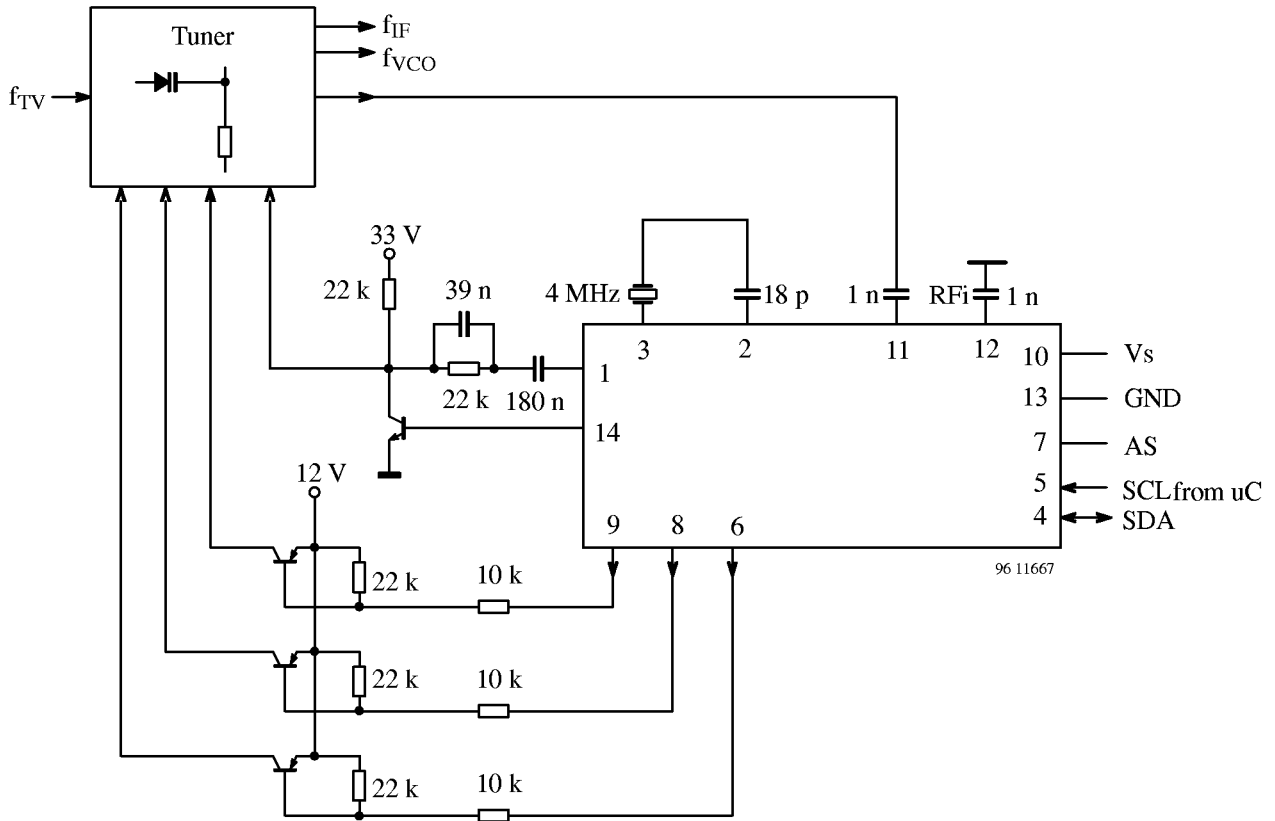 Tuner
f_IF
f_VCO
f_TV
33 V
22 k
39 n
4 MHz
18 p
1 n
RFi
1 n
3
2
11
12
10
Vs
1
22 k
180 n
13
GND
14
7
AS
12 V
5
SCL from uC
9
8
6
4
SDA
96 11667
22 k
10 k
22 k
10 k
22 k
10 k